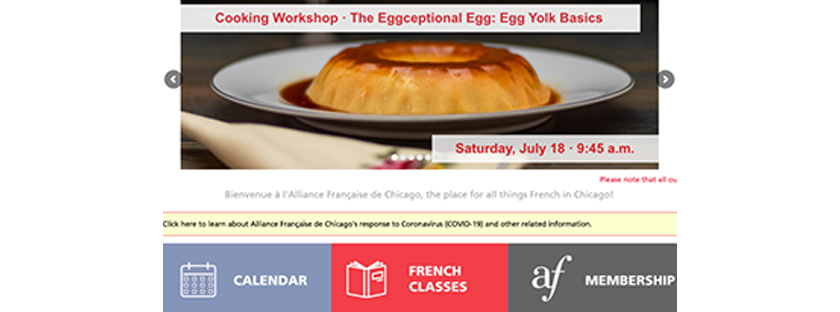 Cooking Workshop · The Eggceptional Egg: Egg Yolk Basics
Saturday, July 18 · 9:45 a.m.
Please note that all ou
Bienvenue à l'Alliance Française de Chicago, the place for all things French in Chicago!
Click here to learn about Alliance Française de Chicago's response to Coronavirus (COVID-19) and other related information.
CALENDAR
FRENCH
CLASSES
af
MEMBERSHIP